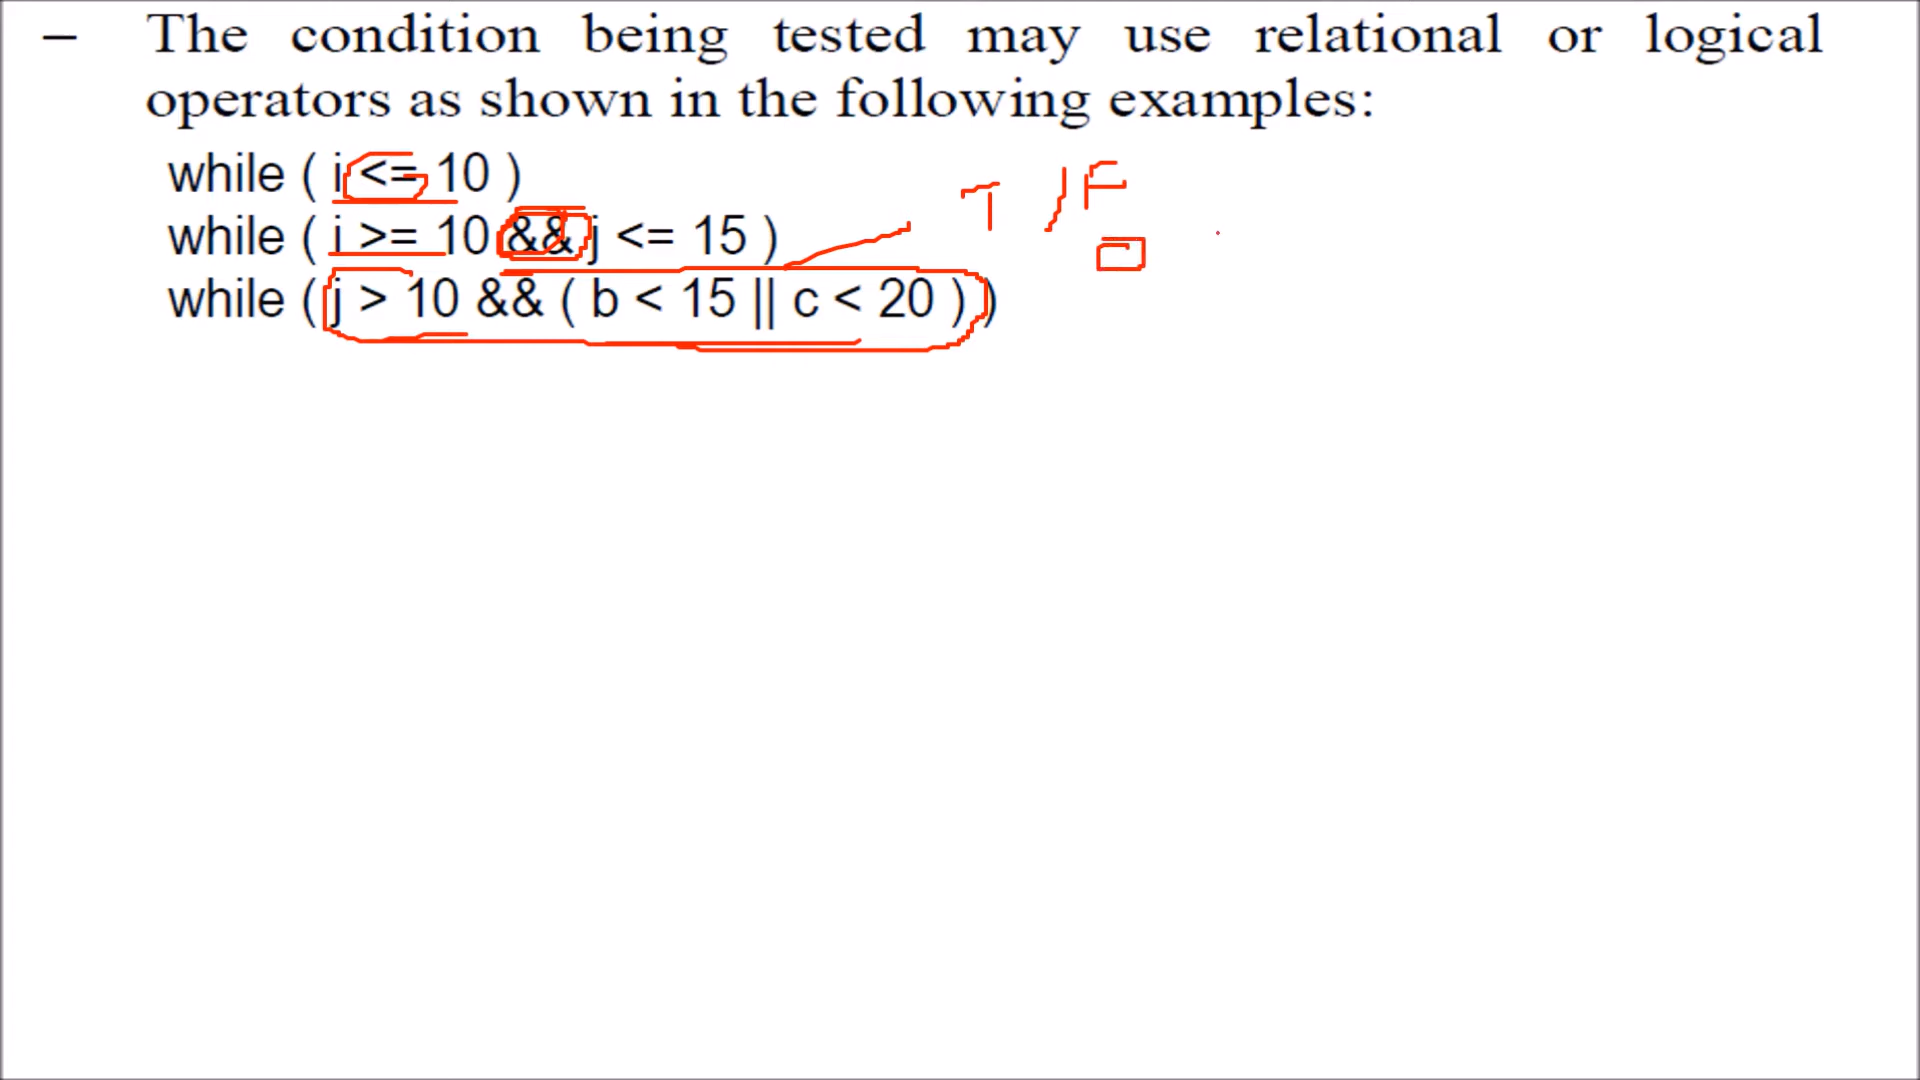 – The condition being tested may use relational or logical
operators as shown in the following examples:
while ( i <= 10 )
while ( i >= 10 && j <= 15 )
while ( j > 10 && ( b < 15 || c < 20 ) )
T / F
0